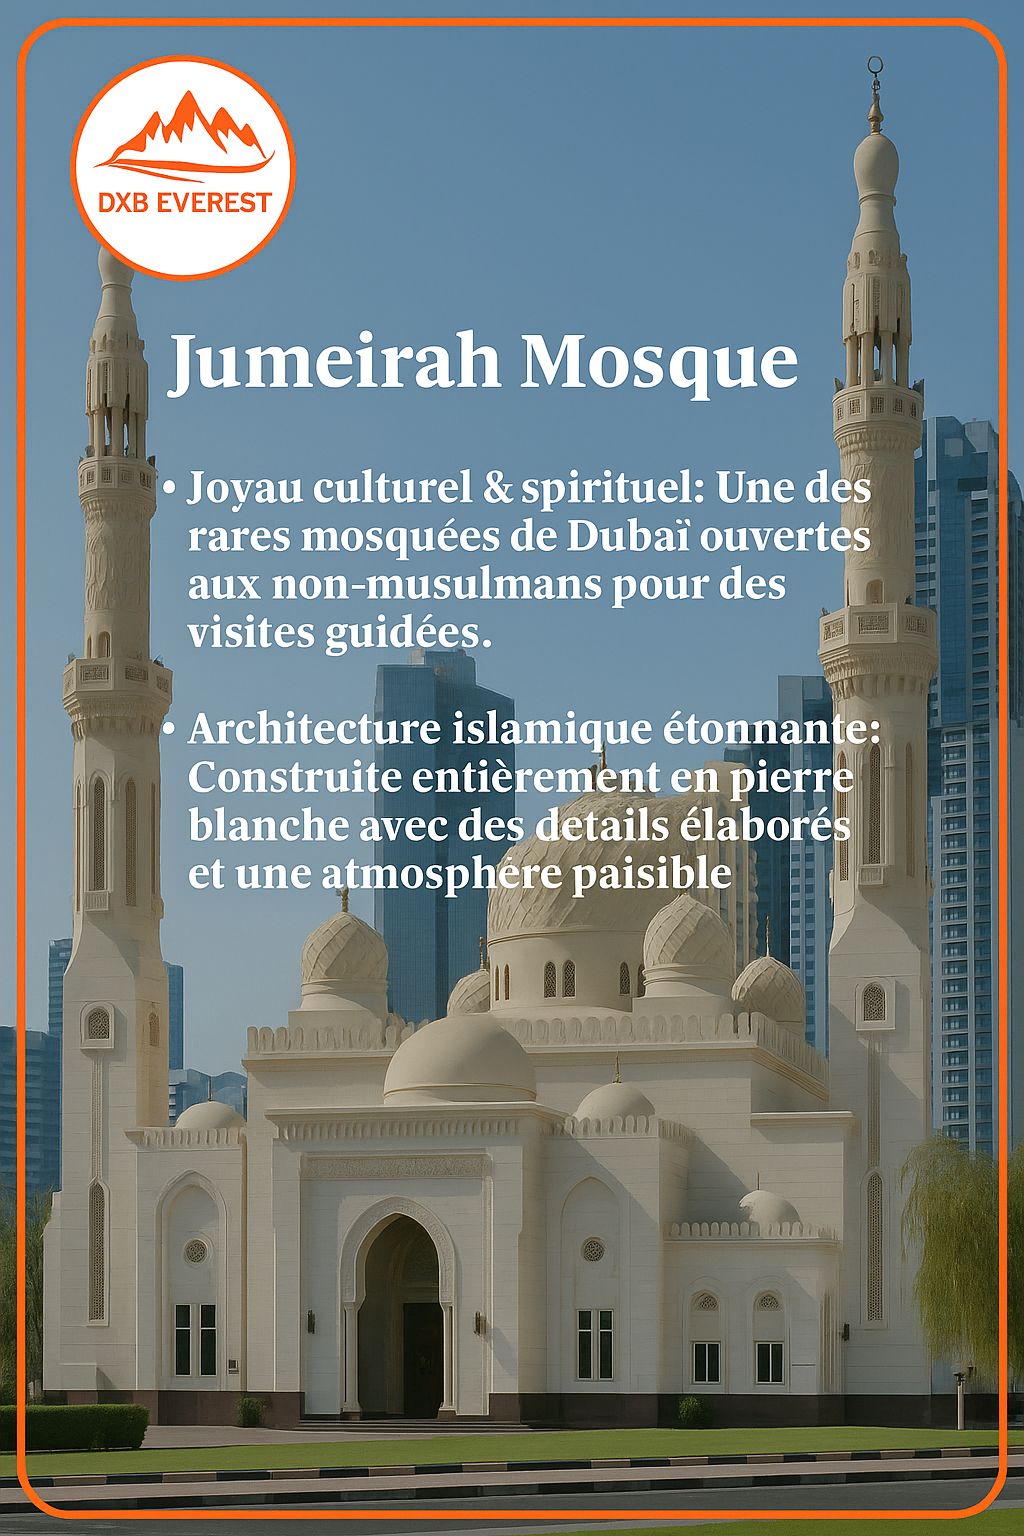 DXB EVEREST
Jumeirah Mosque
• Joyau culturel & spirituel: Une des
rares mosquées de Dubaï ouvertes
aux non-musulmans pour des
visites guidées.
• Architecture islamique étonnante:
Construite entièrement en pierre
blanche avec des details élaborés
et une atmosphère paisible